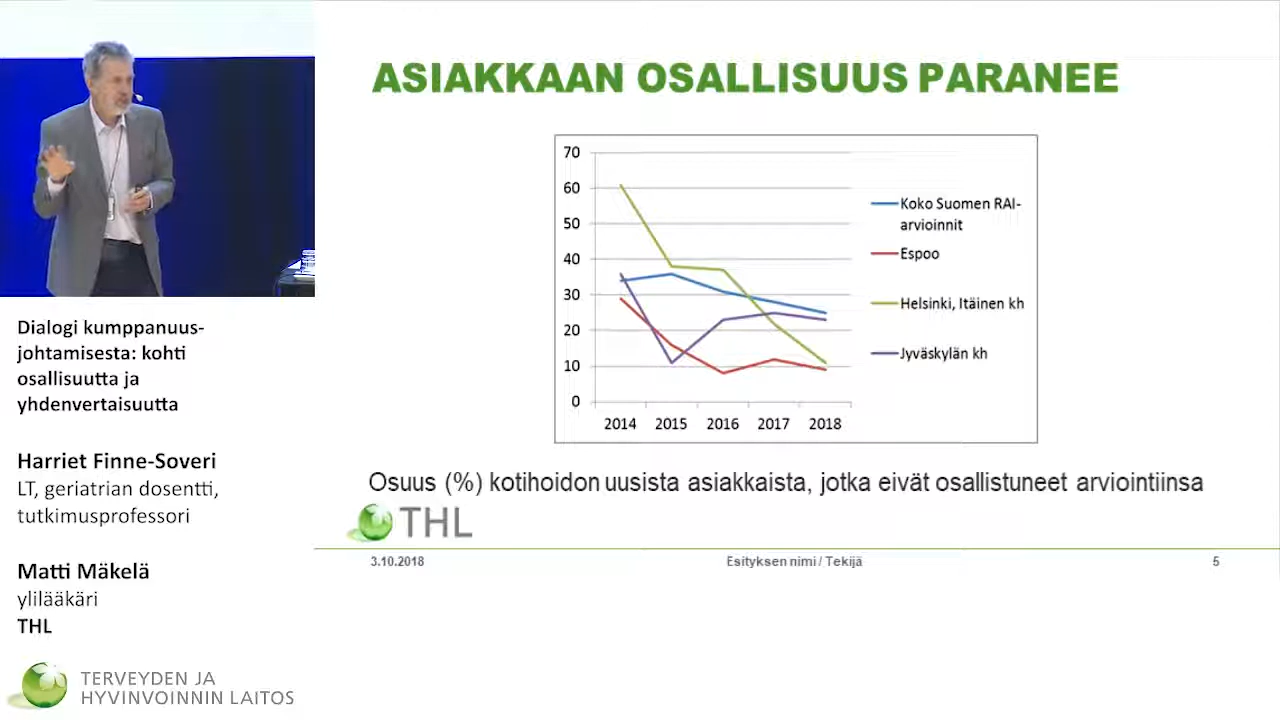 ASIAKKAAN OSALLISUUS PARANEE
70
60
50
40
30
20
10
0
2014 2015 2016 2017 2018
Koko Suomen RAI-
arvioinnit
Espoo
Helsinki, Itäinen kh
Jyväskylän kh
Osuus (%) kotihoidon uusista asiakkaista, jotka eivät osallistuneet arviointiinsa
THL
3.10.2018 Esityksen nimi / Tekijä 5
Dialogi kumppanuus-
johtamisesta: kohti
osallisuutta ja
yhdenvertaisuutta
Harriet Finne-Soveri
LT, geriatrian dosentti,
tutkimusprofessori
Matti Mäkelä
ylilääkäri
THL
TERVEYDEN JA
HYVINVOINNIN LAITOS